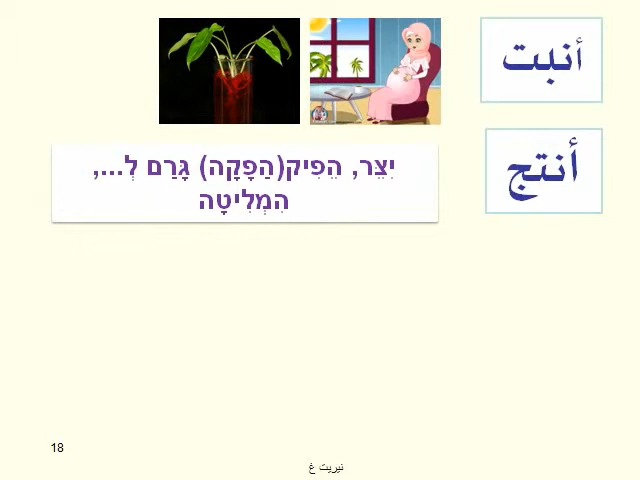 أنبت
أنتج
יִצֵּר, הֵפִיק(הַפָקָה) גָּרַם לְ...,
הִמְלִיטָה
18
نيريت غ